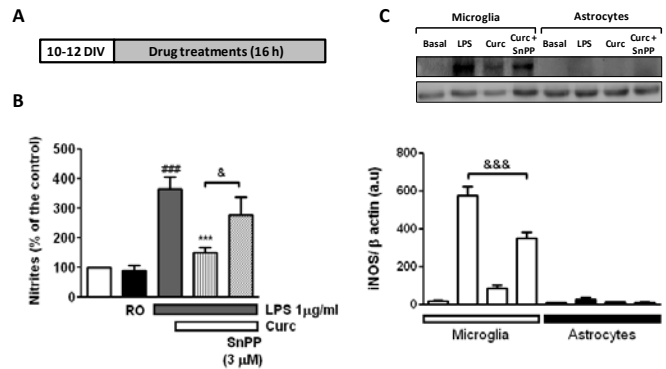 A
10-12 DIV
Drug treatments (16 h)
B
Nitrites (% of the control)
500
400
300
200
100
0
###
***
&
RO
LPS 1µg/ml
Curc
SnPP
(3 µM)
C
Microglia
Astrocytes
Basal LPS Curc Curc + SnPP Basal LPS Curc Curc + SnPP
iNOS/ β actin (a.u)
800
600
400
200
0
&&&
Microglia
Astrocytes